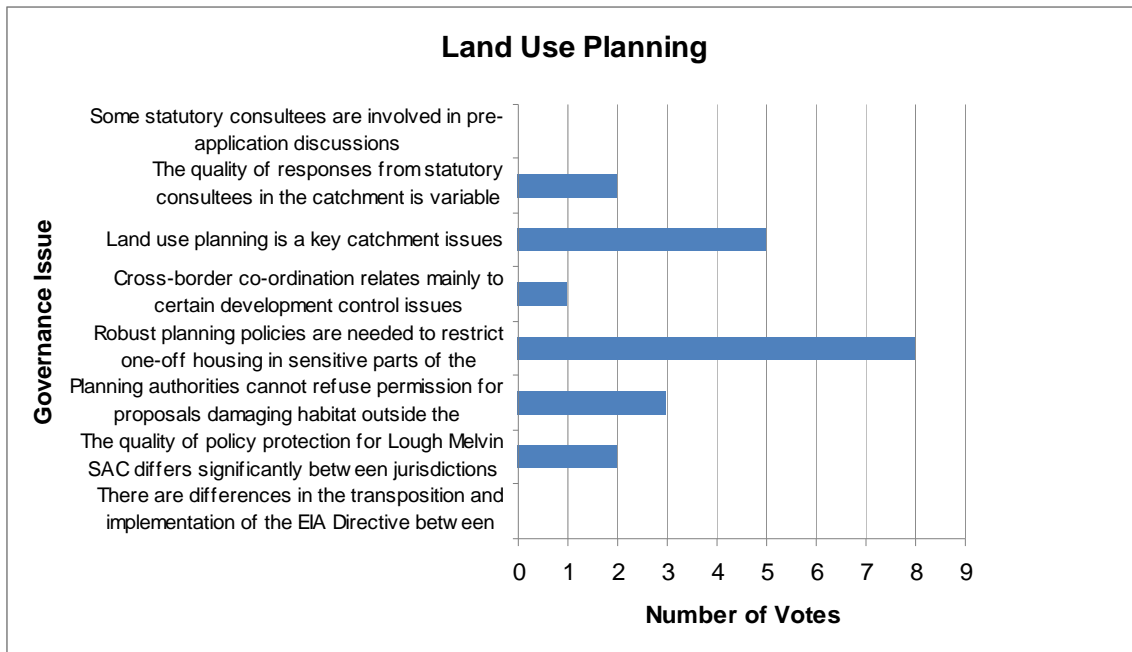 Land Use Planning
Governance Issue
Some statutory consultees are involved in pre-
application discussions
The quality of responses from statutory
consultees in the catchment is variable
Land use planning is a key catchment issues
Cross-border co-ordination relates mainly to
certain development control issues
Robust planning policies are needed to restrict
one-off housing in sensitive parts of the
Planning authorities cannot refuse permission for
proposals damaging habitat outside the
The quality of policy protection for Lough Melvin
SAC differs significantly between jurisdictions
There are differences in the transposition and
implementation of the EIA Directive between
0 1 2 3 4 5 6 7 8 9
Number of Votes